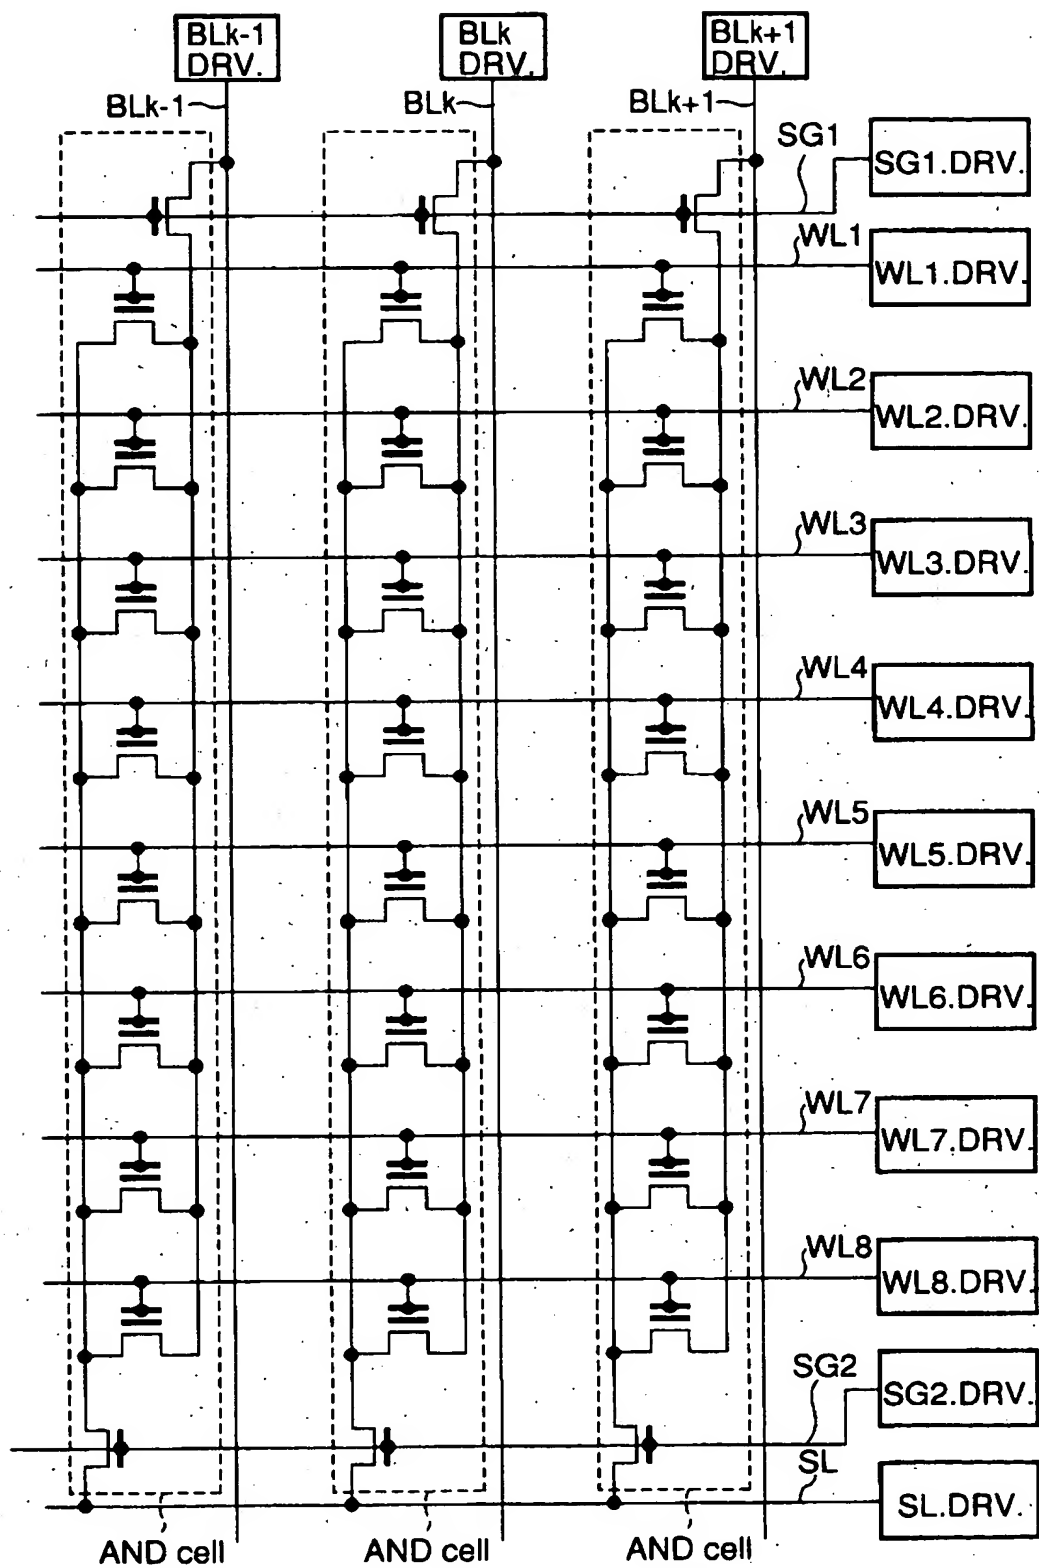 BLk-1
DRV.
BLk
DRV.
BLk+1
DRV.
BLk-1
BLk
BLk+1
SG1
SG1.DRV.
WL1
WL1.DRV.
WL2
WL2.DRV.
WL3
WL3.DRV.
WL4
WL4.DRV.
WL5
WL5.DRV.
WL6
WL6.DRV.
WL7
WL7.DRV.
WL8
WL8.DRV.
SG2
SG2.DRV.
SL
SL.DRV.
AND cell
AND cell
AND cell